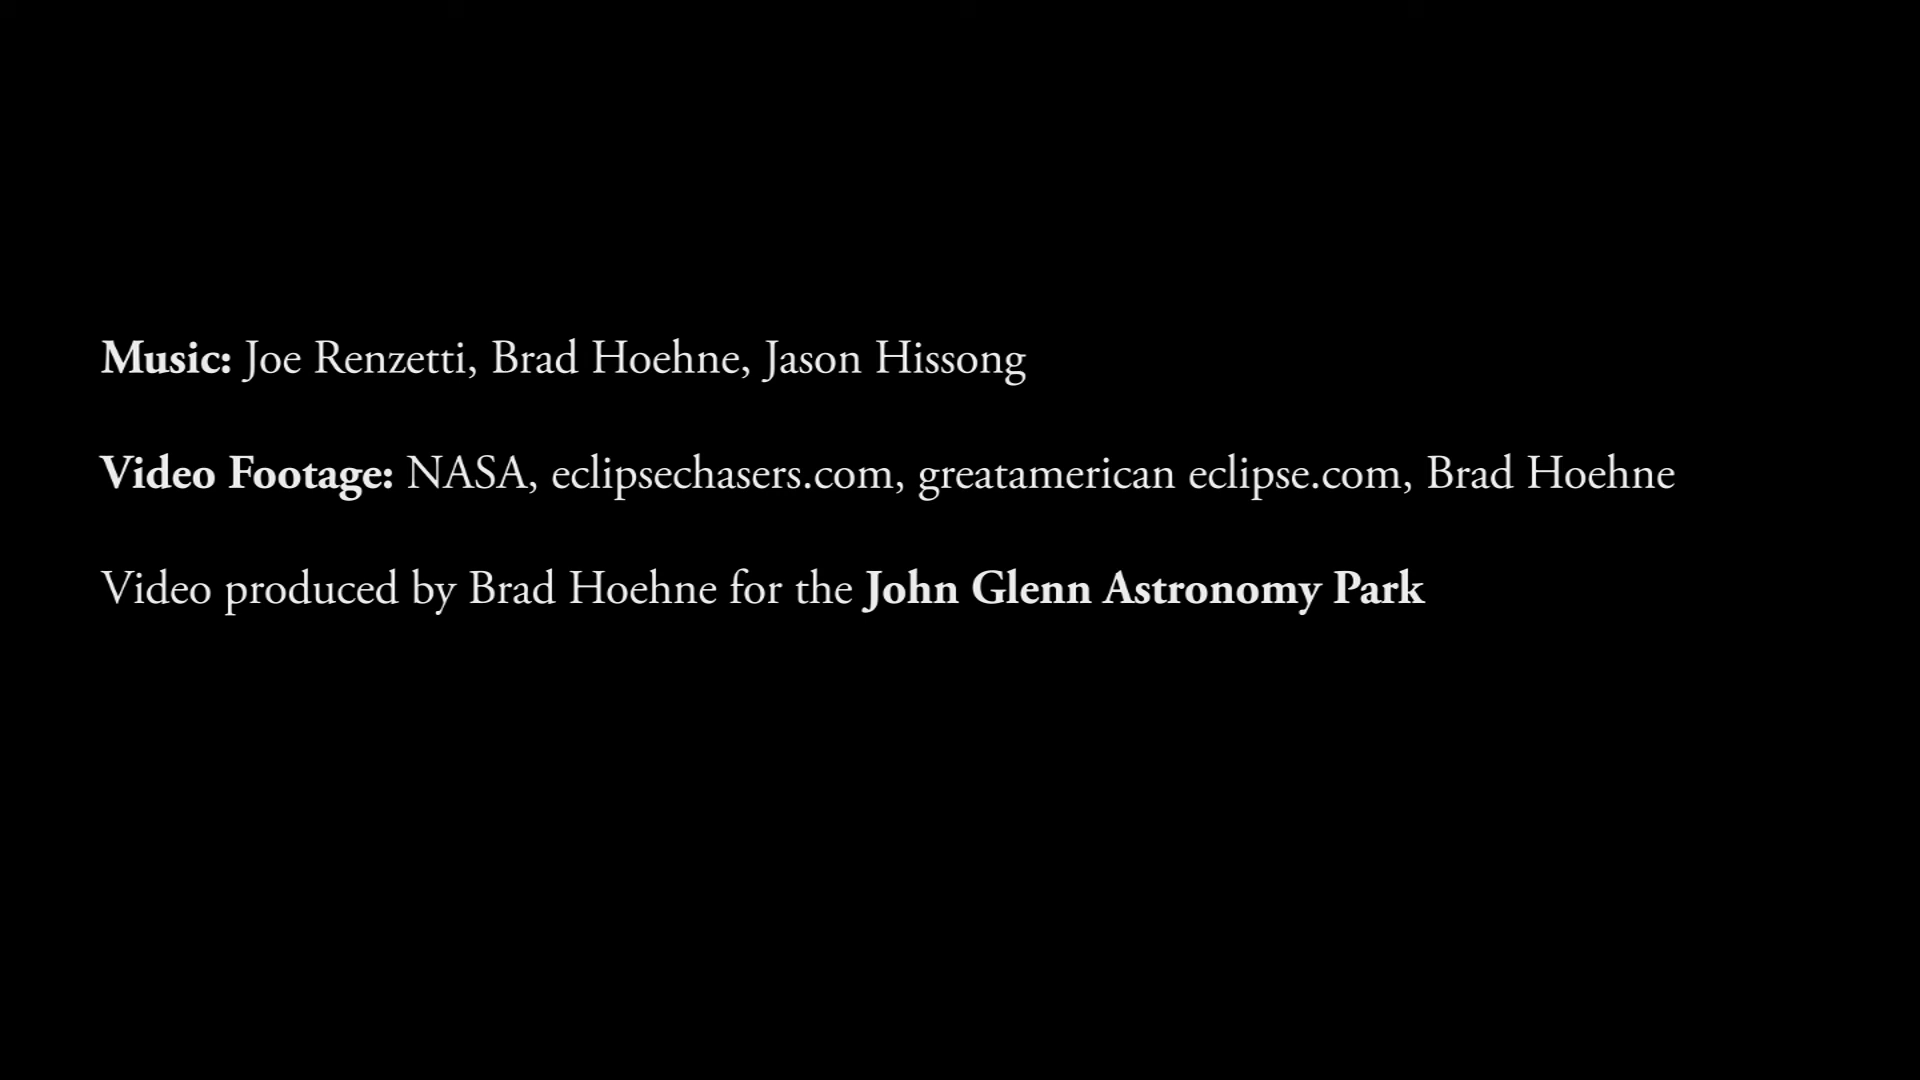 Music: Joe Renzetti, Brad Hoehne, Jason Hissong
Video Footage: NASA, eclipsechasers.com, greatamerican eclipse.com, Brad Hoehne
Video produced by Brad Hoehne for the John Glenn Astronomy Park